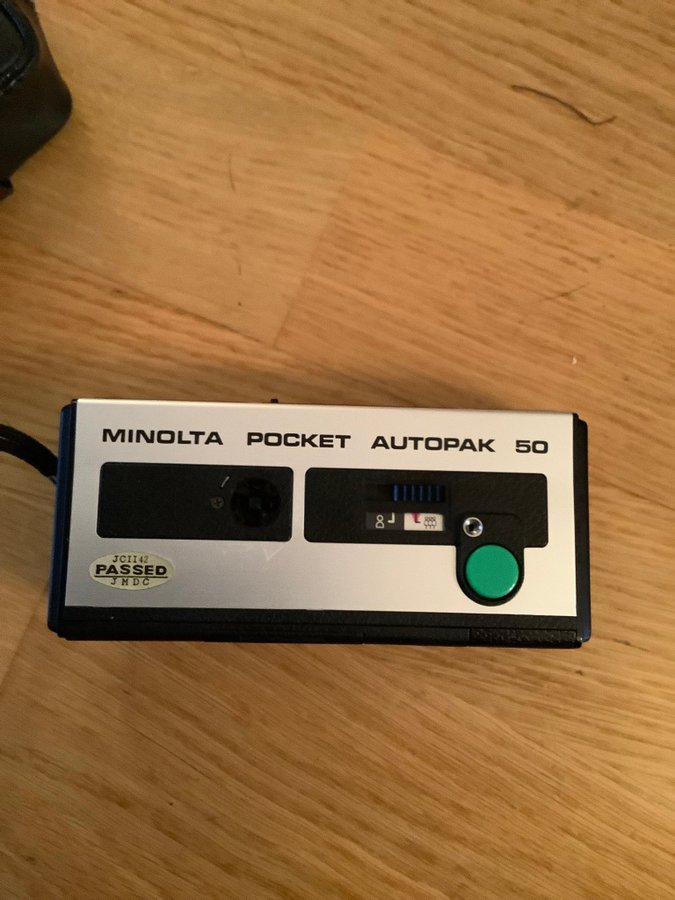 MINOLTA POCKET AUTOPAK 50
JCII42
PASSED
JMDC